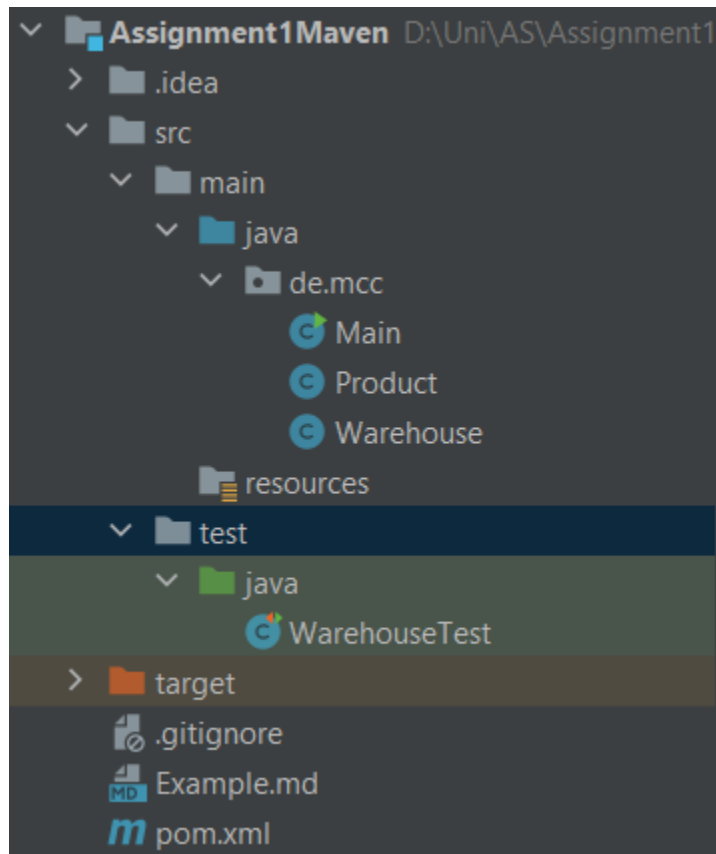 Assignment1Maven D:\Uni\AS\Assignment1
.idea
src
main
java
de.mcc
C Main
C Product
C Warehouse
resources
test
java
C WarehouseTest
target
.gitignore
MD Example.md
m pom.xml